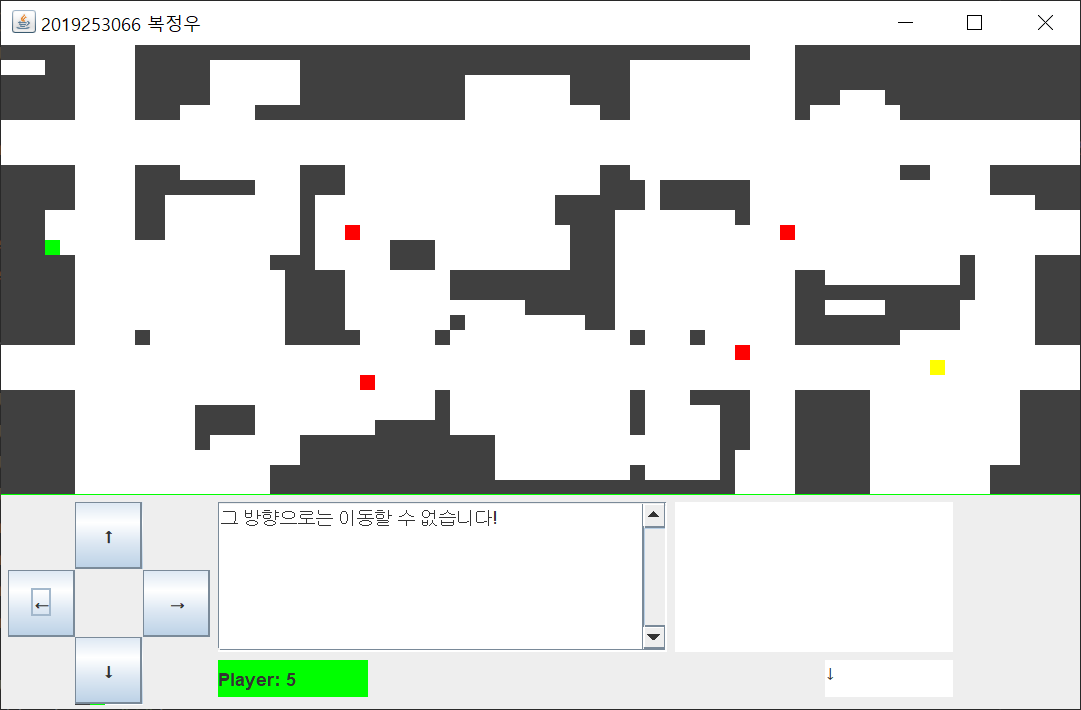 2019253066 복정우
↑
← →
↓
그 방향으로는 이동할 수 없습니다!
Player: 5
↓